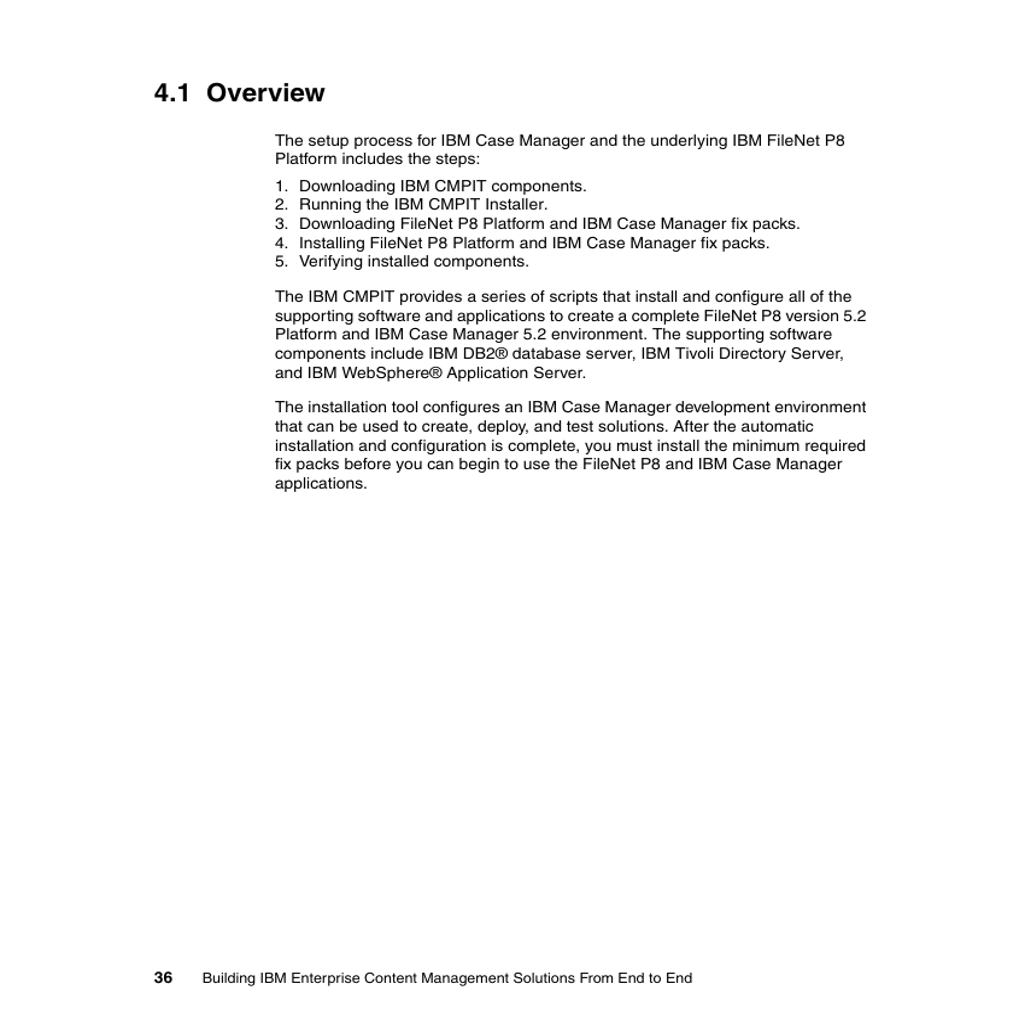 4.1 Overview
The setup process for IBM Case Manager and the underlying IBM FileNet P8
Platform includes the steps:
1. Downloading IBM CMPIT components.
2. Running the IBM CMPIT Installer.
3. Downloading FileNet P8 Platform and IBM Case Manager fix packs.
4. Installing FileNet P8 Platform and IBM Case Manager fix packs.
5. Verifying installed components.
The IBM CMPIT provides a series of scripts that install and configure all of the
supporting software and applications to create a complete FileNet P8 version 5.2
Platform and IBM Case Manager 5.2 environment. The supporting software
components include IBM DB2® database server, IBM Tivoli Directory Server,
and IBM WebSphere® Application Server.
The installation tool configures an IBM Case Manager development environment
that can be used to create, deploy, and test solutions. After the automatic
installation and configuration is complete, you must install the minimum required
fix packs before you can begin to use the FileNet P8 and IBM Case Manager
applications.
36 Building IBM Enterprise Content Management Solutions From End to End